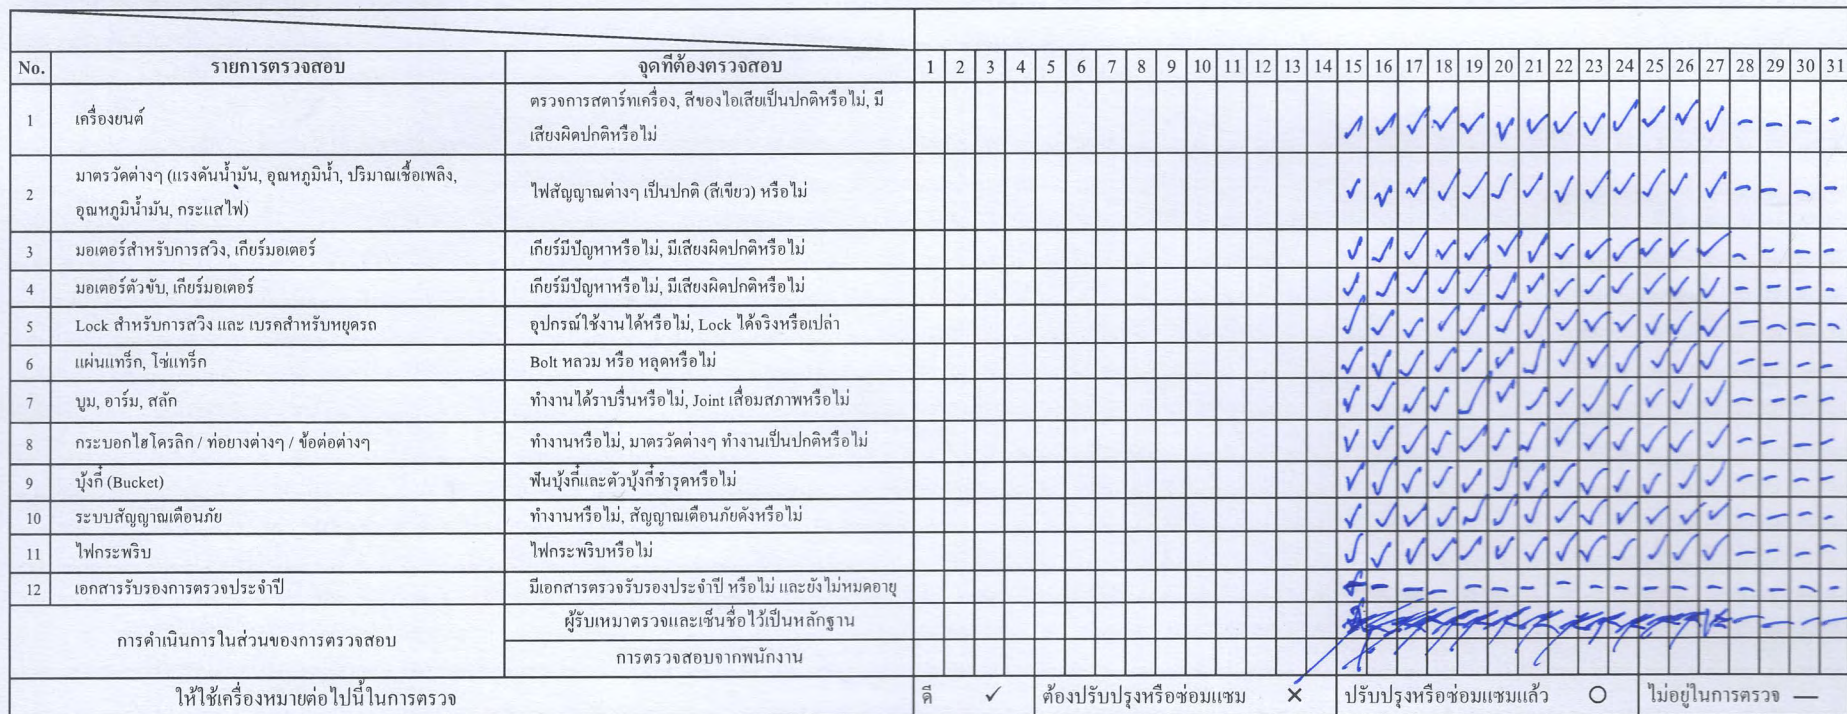 No. รายการตรวจสอบ จุดที่ต้องตรวจสอบ 1 2 3 4 5 6 7 8 9 10 11 12 13 14 15 16 17 18 19 20 21 22 23 24 25 26 27 28 29 30 31
1 เครื่องยนต์ ตรวจการสตาร์ทเครื่อง, สีของไอเสียเป็นปกติหรือไม่, มี
เสียงผิดปกติหรือไม่ ✓ ✓ ✓ ✓ ✓ ✓ ✓ ✓ ✓ ✓ ✓ ✓ ✓ – – – –
2 มาตรวัดต่างๆ (แรงดันน้ำมัน, อุณหภูมิน้ำ, ปริมาณเชื้อเพลิง,
อุณหภูมิน้ำมัน, กระแสไฟ) ไฟสัญญาณต่างๆ เป็นปกติ (สีเขียว) หรือไม่ ✓ ✓ ✓ ✓ ✓ ✓ ✓ ✓ ✓ ✓ ✓ ✓ ✓ – – – –
3 มอเตอร์สำหรับการสวิง, เกียร์มอเตอร์ เกียร์มีปัญหาหรือไม่, มีเสียงผิดปกติหรือไม่ ✓ ✓ ✓ ✓ ✓ ✓ ✓ ✓ ✓ ✓ ✓ ✓ ✓ – – – –
4 มอเตอร์ตัวขับ, เกียร์มอเตอร์ เกียร์มีปัญหาหรือไม่, มีเสียงผิดปกติหรือไม่ ✓ ✓ ✓ ✓ ✓ ✓ ✓ ✓ ✓ ✓ ✓ ✓ ✓ – – – –
5 Lock สำหรับการสวิง และ เบรคสำหรับหยุดรถ อุปกรณ์ใช้งานได้หรือไม่, Lock ได้จริงหรือเปล่า ✓ ✓ ✓ ✓ ✓ ✓ ✓ ✓ ✓ ✓ ✓ ✓ ✓ – – – –
6 แผ่นแทร็ก, โซ่แทร็ก Bolt หลวม หรือ หลุดหรือไม่ ✓ ✓ ✓ ✓ ✓ ✓ ✓ ✓ ✓ ✓ ✓ ✓ ✓ – – – –
7 บูม, อาร์ม, สลัก ทำงานได้ราบรื่นหรือไม่, Joint เสื่อมสภาพหรือไม่ ✓ ✓ ✓ ✓ ✓ ✓ ✓ ✓ ✓ ✓ ✓ ✓ ✓ – – – –
8 กระบอกไฮโดรลิก / ท่อยางต่างๆ / ข้อต่อต่างๆ ทำงานหรือไม่, มาตรวัดต่างๆ ทำงานเป็นปกติหรือไม่ ✓ ✓ ✓ ✓ ✓ ✓ ✓ ✓ ✓ ✓ ✓ ✓ ✓ – – – –
9 บุ้งกี๋ (Bucket) ฟันบุ้งกี๋และตัวบุ้งกี๋ชำรุดหรือไม่ ✓ ✓ ✓ ✓ ✓ ✓ ✓ ✓ ✓ ✓ ✓ ✓ ✓ – – – –
10 ระบบสัญญาณเตือนภัย ทำงานหรือไม่, สัญญาณเตือนภัยดังหรือไม่ ✓ ✓ ✓ ✓ ✓ ✓ ✓ ✓ ✓ ✓ ✓ ✓ ✓ – – – –
11 ไฟกระพริบ ไฟกระพริบหรือไม่ ✓ ✓ ✓ ✓ ✓ ✓ ✓ ✓ ✓ ✓ ✓ ✓ ✓ – – – –
12 เอกสารรับรองการตรวจประจำปี มีเอกสารตรวจรับรองประจำปี หรือไม่ และยังไม่หมดอายุ – – – – – – – – – – – – – – – –
การดำเนินการในส่วนของการตรวจสอบ ผู้รับเหมาตรวจและเซ็นชื่อไว้เป็นหลักฐาน – – – –
การตรวจสอบจากพนักงาน
ให้ใช้เครื่องหมายต่อไปนี้ในการตรวจ ดี ✓ ต้องปรับปรุงหรือซ่อมแซม ✕ ปรับปรุงหรือซ่อมแซมแล้ว ○ ไม่อยู่ในการตรวจ —